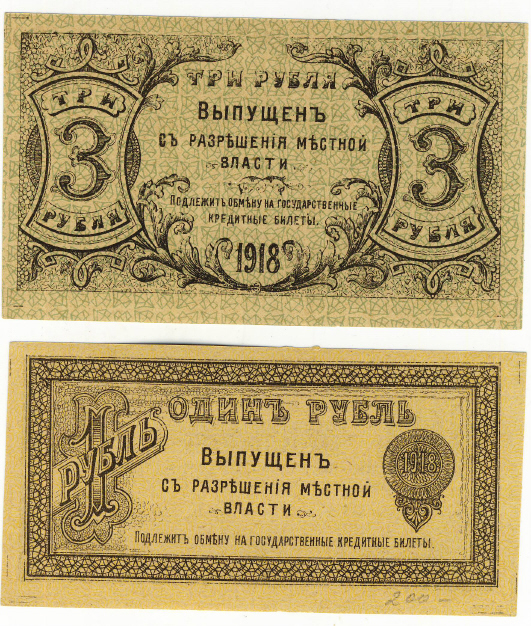 ТРИ РУБЛЯ
ТРИ
3
РУБЛЯ
ВЫПУЩЕНЪ
СЪ РАЗРѢШЕНІЯ МѢСТНОЙ
ВЛАСТИ
ПОДЛЕЖИТЪ ОБМѢНУ НА ГОСУДАРСТВЕННЫЕ
КРЕДИТНЫЕ БИЛЕТЫ.
1918
ТРИ
3
РУБЛЯ
ОДИНЪ РУБЛЬ
1
РУБЛЬ
ВЫПУЩЕНЪ
СЪ РАЗРѢШЕНІЯ МѢСТНОЙ
ВЛАСТИ
1918
ПОДЛЕЖИТЪ ОБМѢНУ НА ГОСУДАРСТВЕННЫЕ КРЕДИТНЫЕ БИЛЕТЫ.
200-